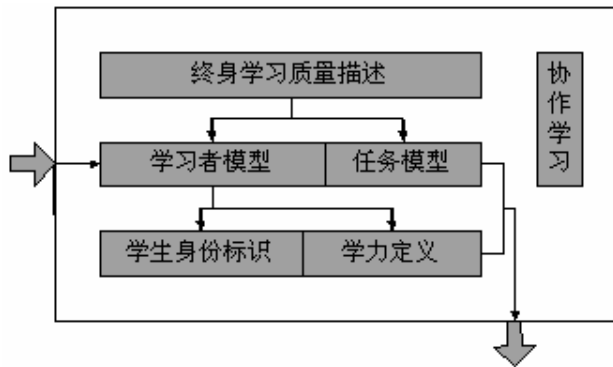 终身学习质量描述
协作学习
学习者模型
任务模型
学生身份标识
学力定义